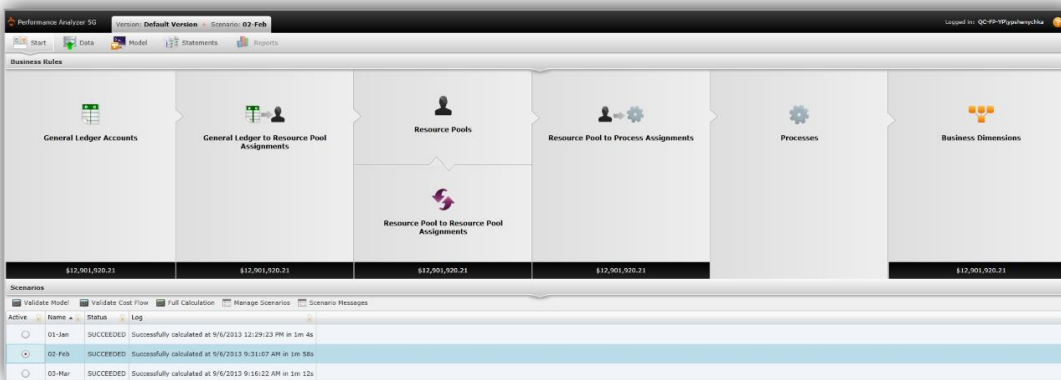 Performance Analyzer 5G
Version: Default Version Scenario: 02-Feb
Logged in: QC-FP-YP\ypshenychka
Start Data Model Statements Reports
Business Rules
General Ledger Accounts
General Ledger to Resource Pool
Assignments
Resource Pools
Resource Pool to Resource Pool
Assignments
Resource Pool to Process Assignments
Processes
Business Dimensions
$12,901,920.21 $12,901,920.21 $12,901,920.21 $12,901,920.21 $12,901,920.21
Scenarios
Validate Model Validate Cost Flow Full Calculation Manage Scenarios Scenario Messages
Active Name Status Log
01-Jan SUCCEEDED Successfully calculated at 9/6/2013 12:29:23 PM in 1m 4s
02-Feb SUCCEEDED Successfully calculated at 9/6/2013 9:31:07 AM in 1m 58s
03-Mar SUCCEEDED Successfully calculated at 9/6/2013 9:16:22 AM in 1m 12s